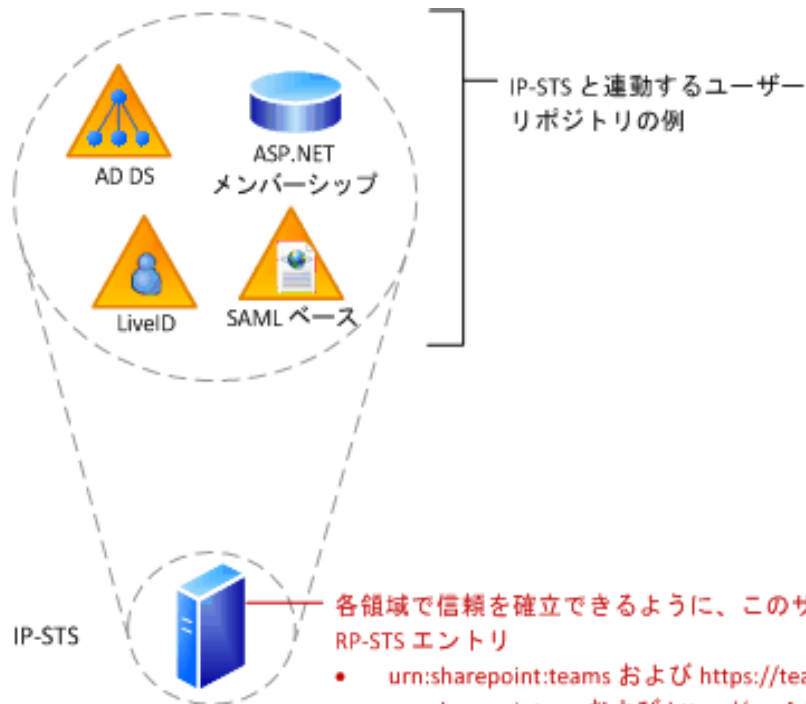 IP-STS と連動するユーザー
リポジトリの例
AD DS
ASP.NET
メンバーシップ
LiveID
SAML ベース
IP-STS
各領域で信頼を確立できるように、このサ
RP-STS エントリ
• urn:sharepoint:teams および https://tea